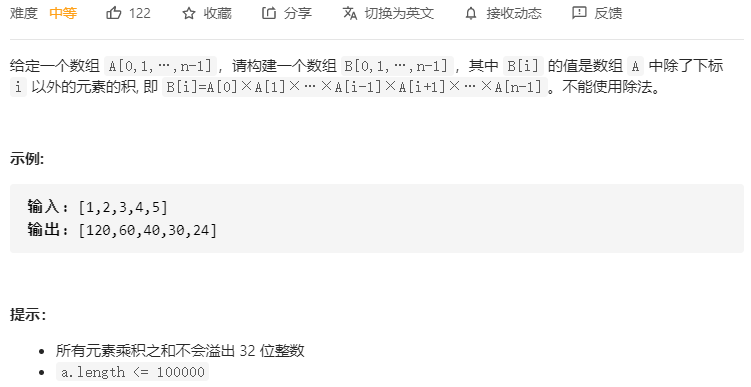 难度 中等 122 收藏 分享 切换为英文 接收动态 反馈
给定一个数组 A[0,1,…,n-1]，请构建一个数组 B[0,1,…,n-1]，其中 B[i] 的值是数组 A 中除了下标
i 以外的元素的积, 即 B[i]=A[0]×A[1]×…×A[i-1]×A[i+1]×…×A[n-1]。不能使用除法。
示例:
输入: [1,2,3,4,5]
输出: [120,60,40,30,24]
提示：
• 所有元素乘积之和不会溢出 32 位整数
• a.length <= 100000